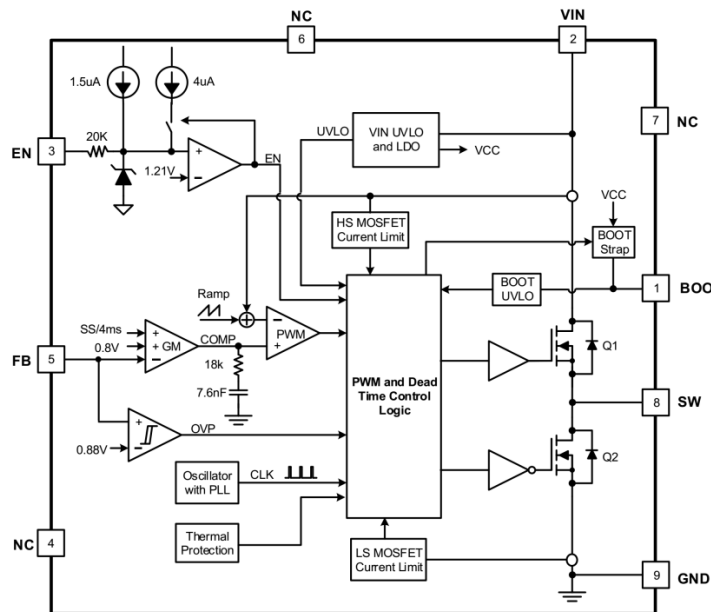 NC
6
VIN
2
1.5uA
4uA
7
NC
UVLO
VIN UVLO
and LDO
VCC
EN
3
20K
+
EN
1.21V
−
HS MOSFET
Current Limit
VCC
BOOT
Strap
BOOT
UVLO
1
BOO
Ramp
+
−
PWM
+
SS/4ms
+
0.8V
+
GM
−
COMP
FB
5
18k
7.6nF
PWM and Dead
Time Control
Logic
Q1
8
SW
+
OVP
0.88V
−
Q2
Oscillator
with PLL
CLK
NC
4
Thermal
Protection
LS MOSFET
Current Limit
9
GND